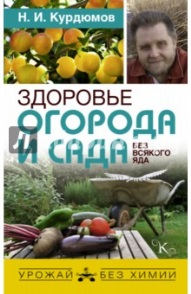 Н. И. Курдюмов
ЗДОРОВЬЕ
ОГОРОДА
И САДА
БЕЗ
ВСЯКОГО
ЯДА
УРОЖАЙ БЕЗ ХИМИИ